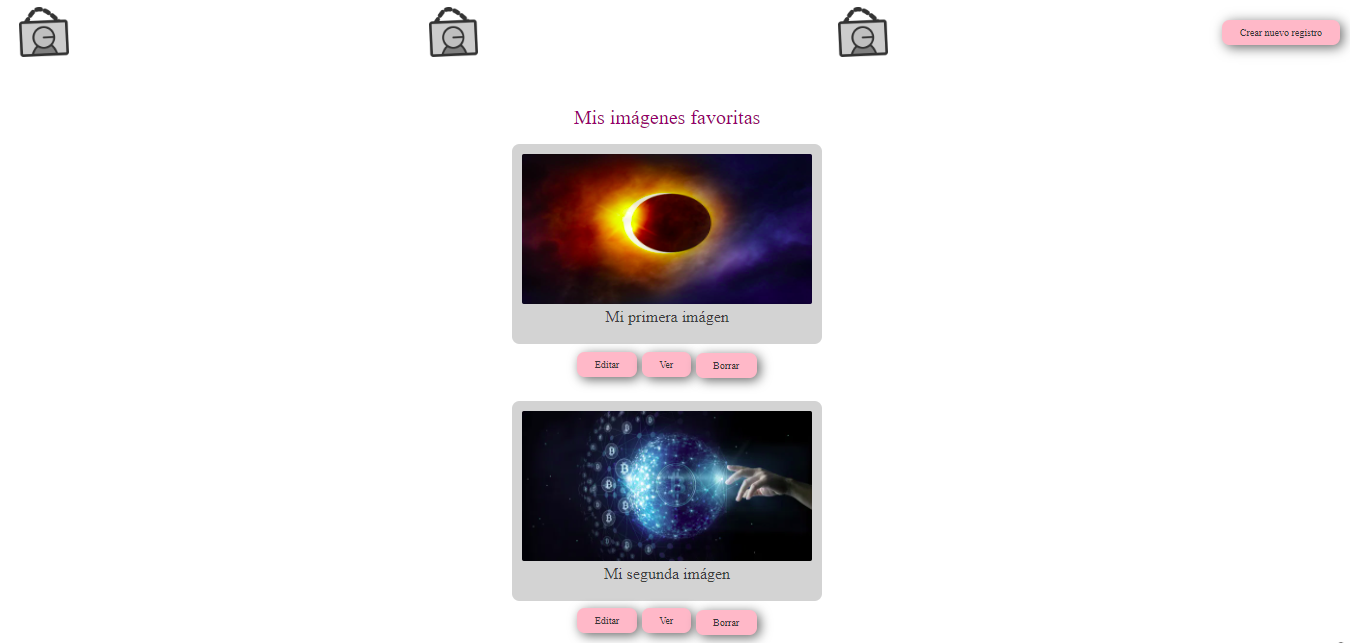 Crear nuevo registro
Mis imágenes favoritas
Mi primera imágen
Editar Ver Borrar
Mi segunda imágen
Editar Ver Borrar